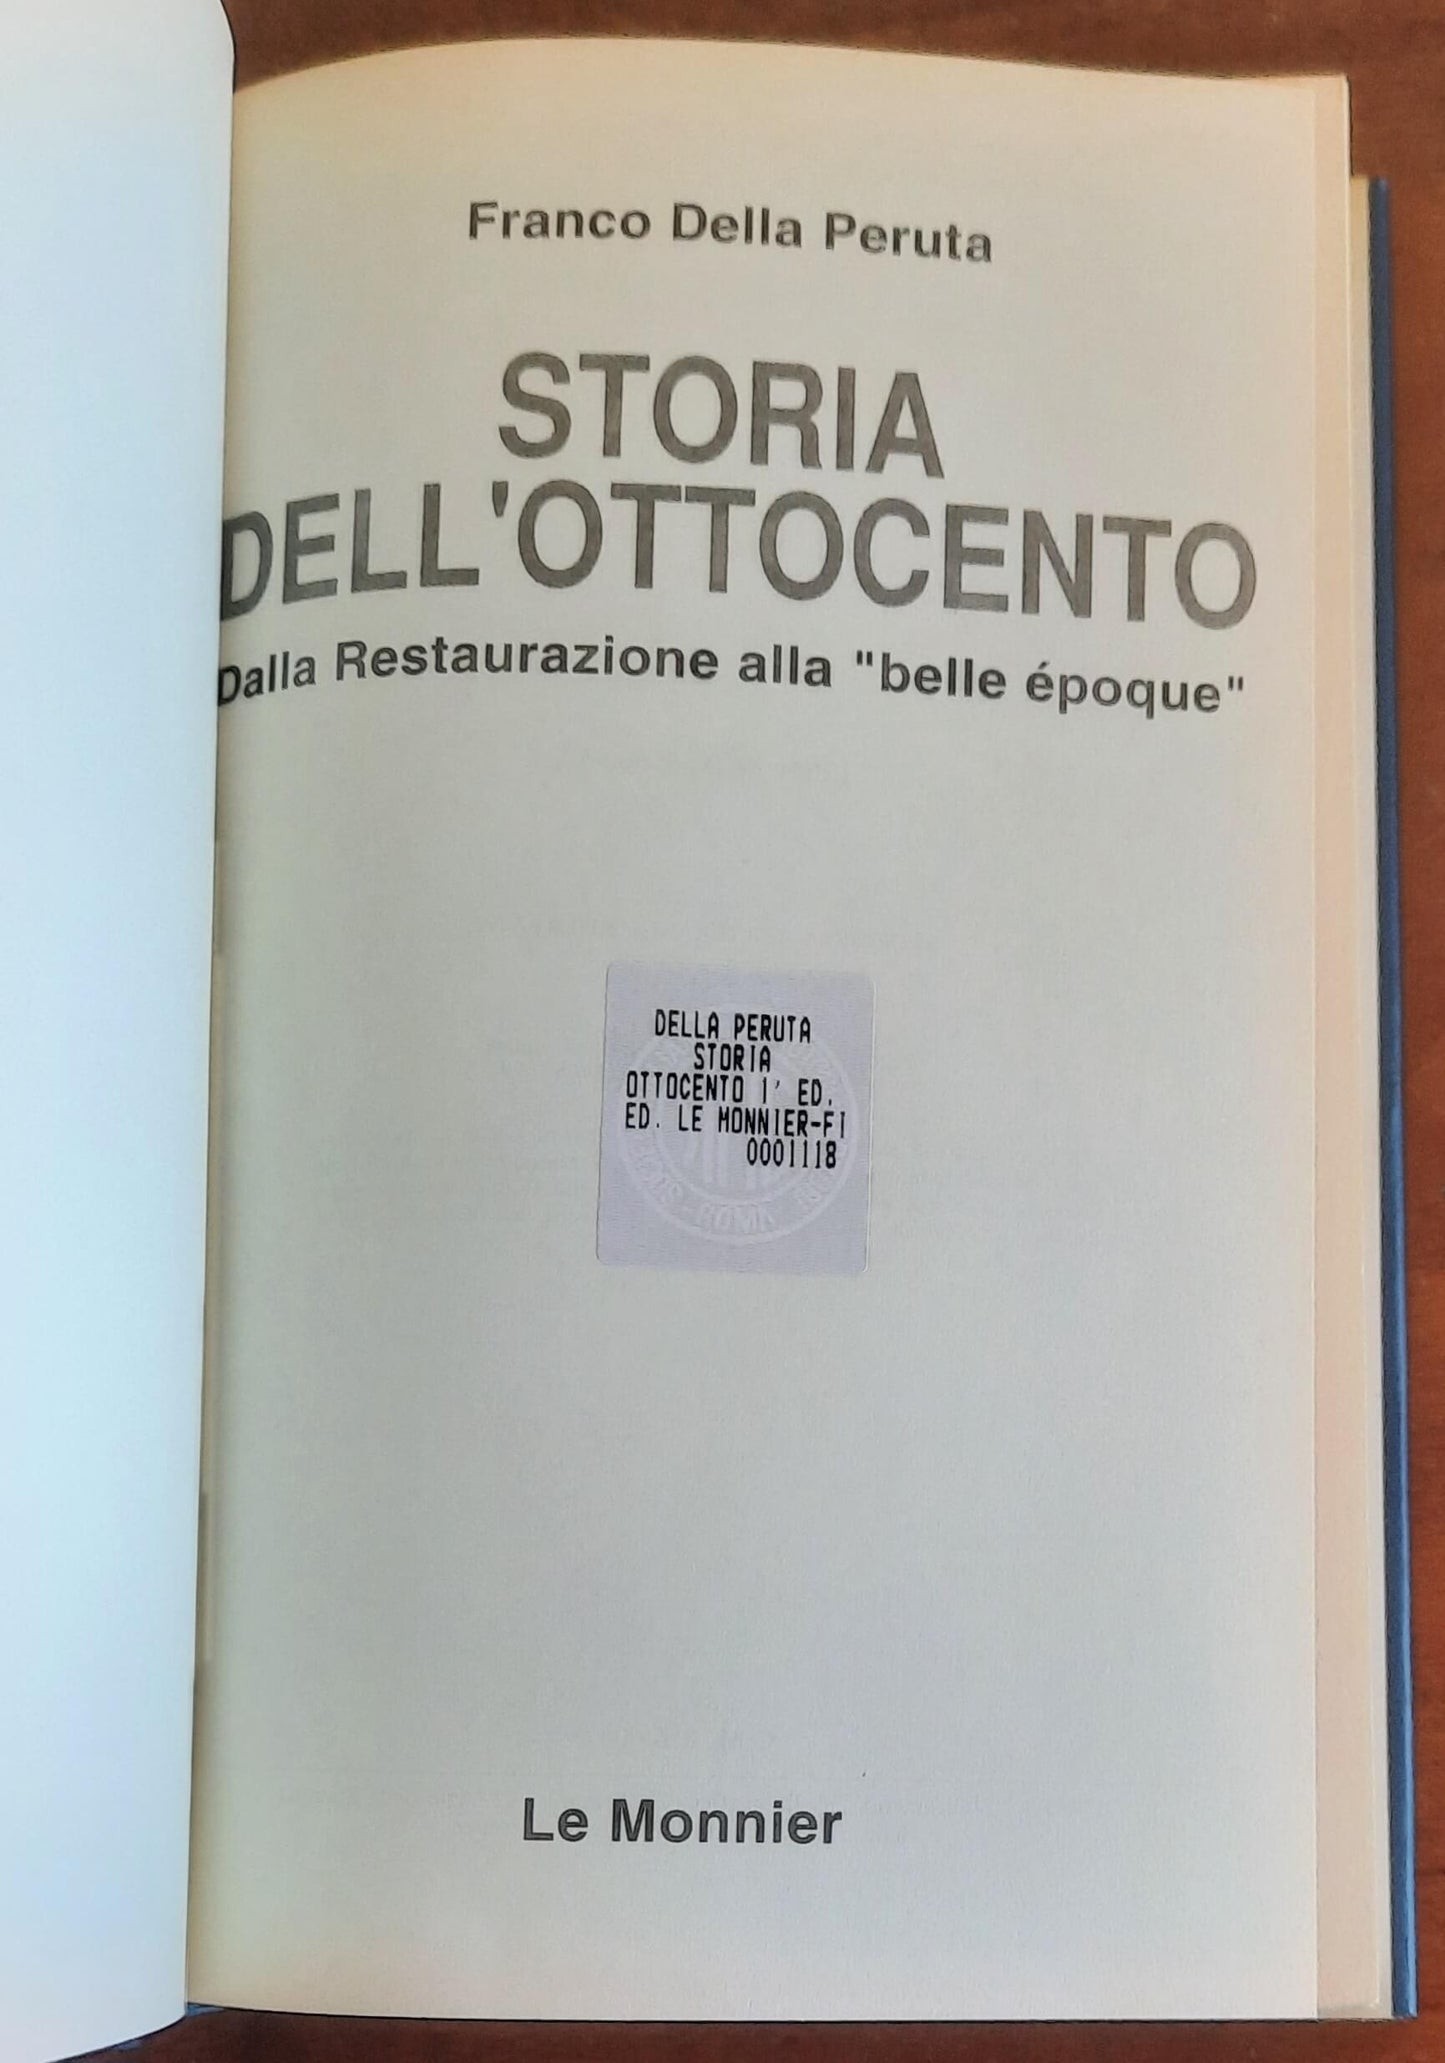 Franco Della Peruta
STORIA
DELL'OTTOCENTO
Dalla Restaurazione alla "belle époque"
DELLA PERUTA
STORIA
OTTOCENTO 1' ED.
ED. LE MONNIER-FI
0001118
ROMA
Le Monnier